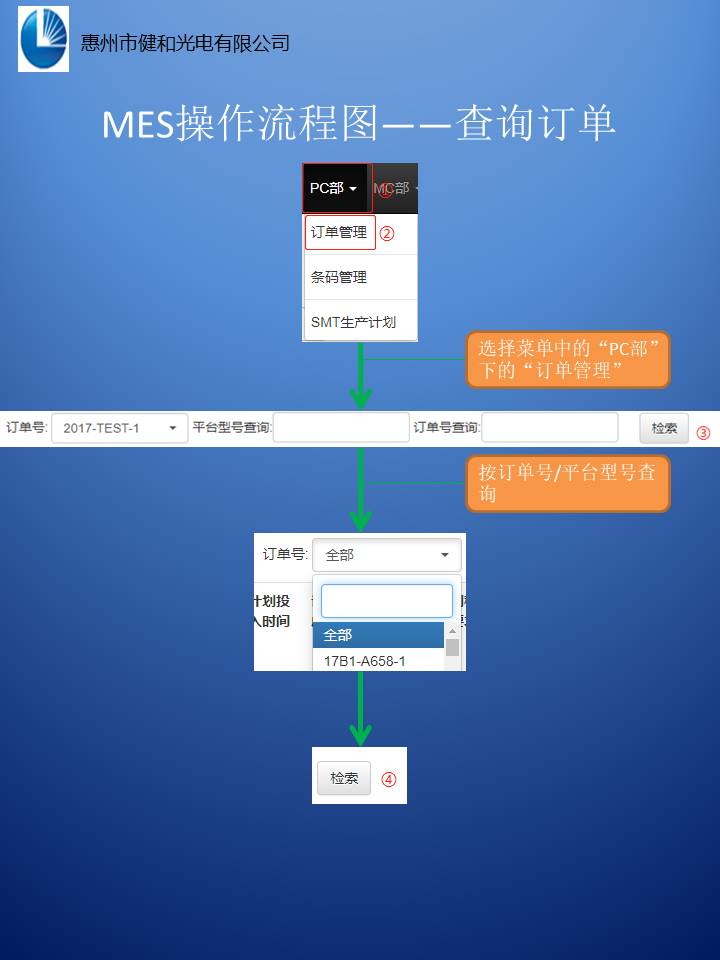 惠州市健和光电有限公司
MES操作流程图——查询订单
PC部 ① MC部
订单管理 ②
条码管理
SMT生产计划
选择菜单中的“PC部”
下的“订单管理”
订单号: 2017-TEST-1 平台型号查询: 订单号查询: 检索 ③
按订单号/平台型号查
询
订单号: 全部
计划投
入时间
全部
17B1-A658-1
检索 ④